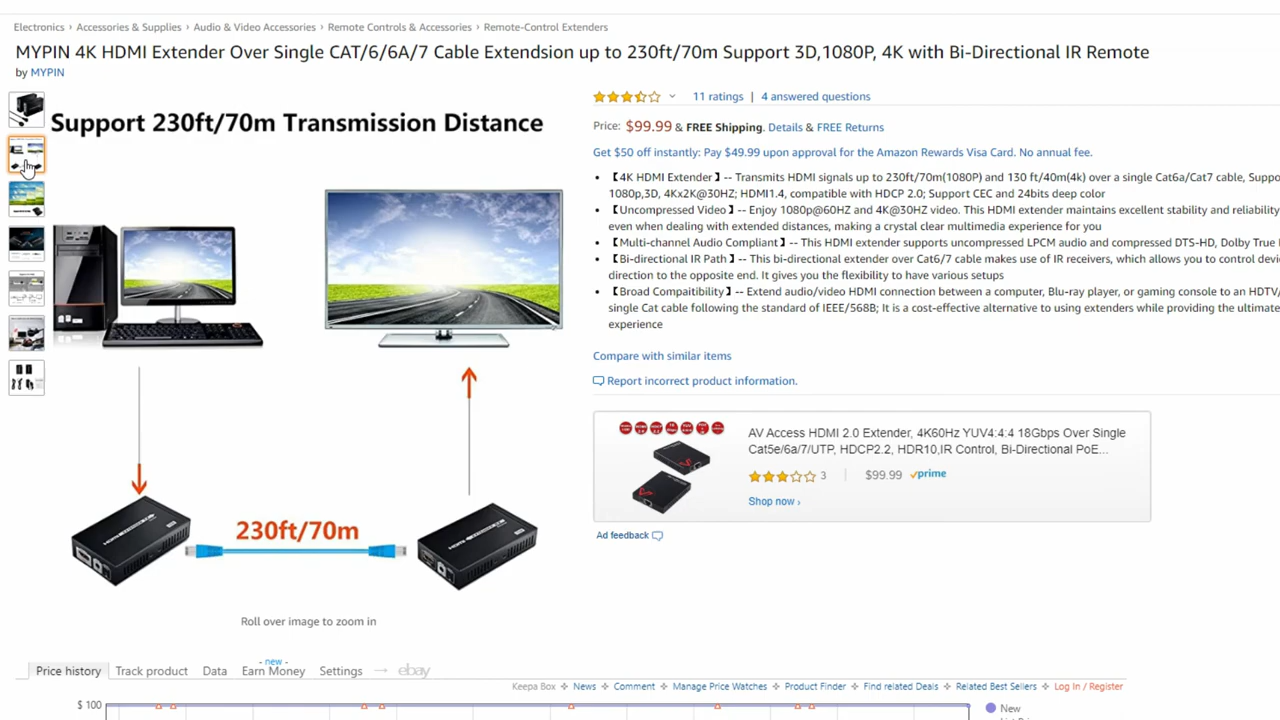 Electronics › Accessories & Supplies › Audio & Video Accessories › Remote Controls & Accessories › Remote-Control Extenders
MYPIN 4K HDMI Extender Over Single CAT/6/6A/7 Cable Extendsion up to 230ft/70m Support 3D,1080P, 4K with Bi-Directional IR Remote
by MYPIN
Support 230ft/70m Transmission Distance
230ft/70m
Roll over image to zoom in
11 ratings | 4 answered questions
Price: $99.99 & FREE Shipping. Details & FREE Returns
Get $50 off instantly: Pay $49.99 upon approval for the Amazon Rewards Visa Card. No annual fee.
• 【4K HDMI Extender】-- Transmits HDMI signals up to 230ft/70m(1080P) and 130 ft/40m(4k) over a single Cat6a/Cat7 cable, Suppo
1080p,3D, 4Kx2K@30HZ; HDMI1.4, compatible with HDCP 2.0; Support CEC and 24bits deep color
• 【Uncompressed Video】-- Enjoy 1080p@60HZ and 4K@30HZ video. This HDMI extender maintains excellent stability and reliability
even when dealing with extended distances, making a crystal clear multimedia experience for you
• 【Multi-channel Audio Compliant】-- This HDMI extender supports uncompressed LPCM audio and compressed DTS-HD, Dolby True
• 【Bi-directional IR Path】-- This bi-directional extender over Cat6/7 cable makes use of IR receivers, which allows you to control devi
direction to the opposite end. It gives you the flexibility to have various setups
• 【Broad Compaitibility】-- Extend audio/video HDMI connection between a computer, Blu-ray player, or gaming console to an HDTV/
single Cat cable following the standard of IEEE/568B; It is a cost-effective alternative to using extenders while providing the ultimate
experience
Compare with similar items
Report incorrect product information.
AV Access HDMI 2.0 Extender, 4K60Hz YUV4:4:4 18Gbps Over Single
Cat5e/6a/7/UTP, HDCP2.2, HDR10,IR Control, Bi-Directional PoE...
3 | $99.99 prime
Shop now ›
Ad feedback
- new -
Price history Track product Data Earn Money Settings → ebay
Keepa Box News Comment Manage Price Watches Product Finder Find related Deals Related Best Sellers Log In / Register
$ 100
New